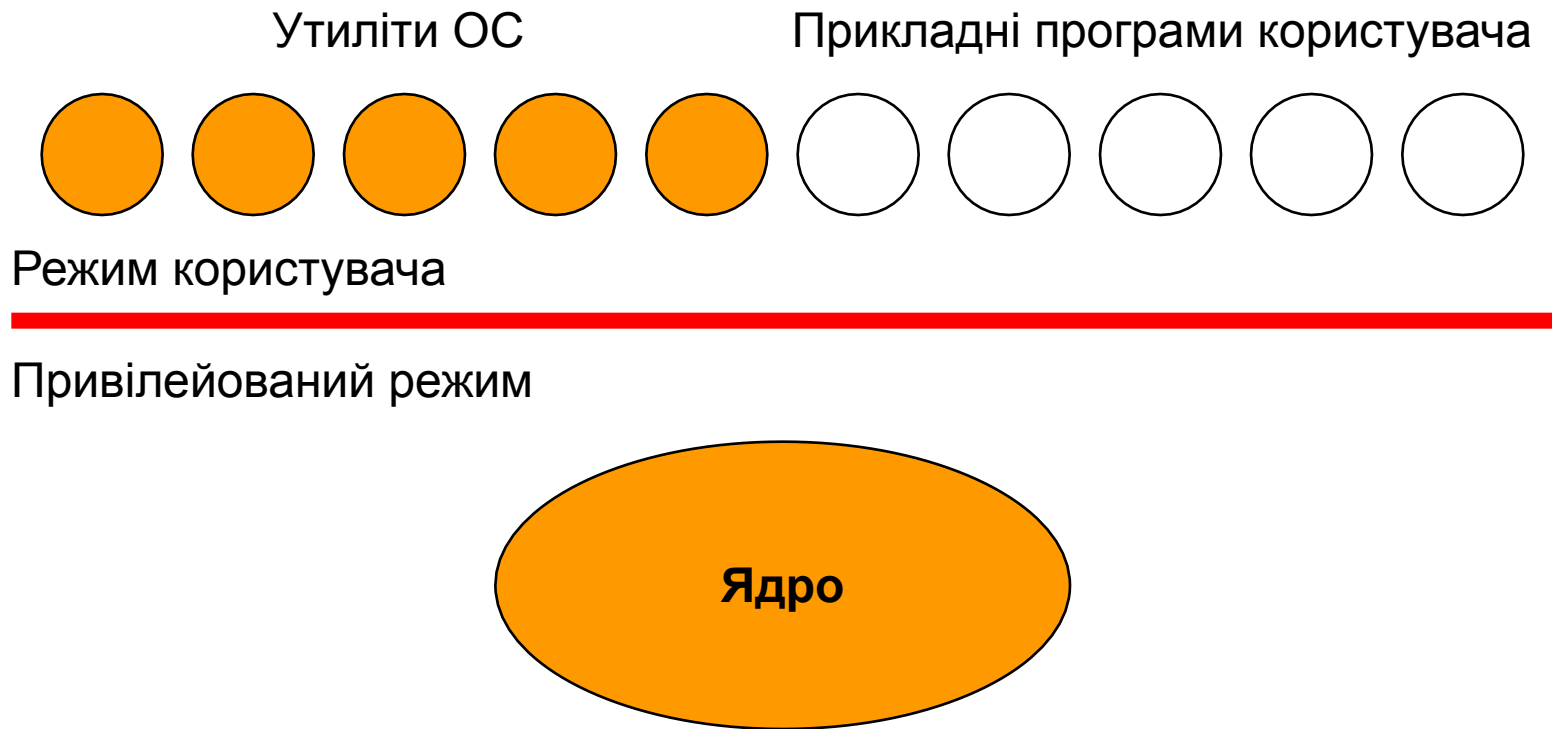 Утиліти ОС
Прикладні програми користувача
Режим користувача
Привілейований режим
Ядро